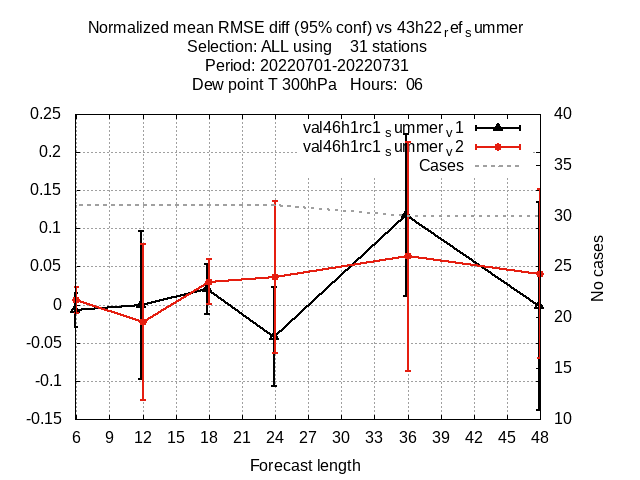 Normalized mean RMSE diff (95% conf) vs 43h22refsummer
Selection: ALL using 31 stations
Period: 20220701-20220731
Dew point T 300hPa Hours: 06
val46h1rc1summerv1
val46h1rc1summerv2
Cases
0.25
0.2
0.15
0.1
0.05
0
-0.05
-0.1
-0.15
40
35
30
25
20
15
10
No cases
6 9 12 15 18 21 24 27 30 33 36 39 42 45 48
Forecast length